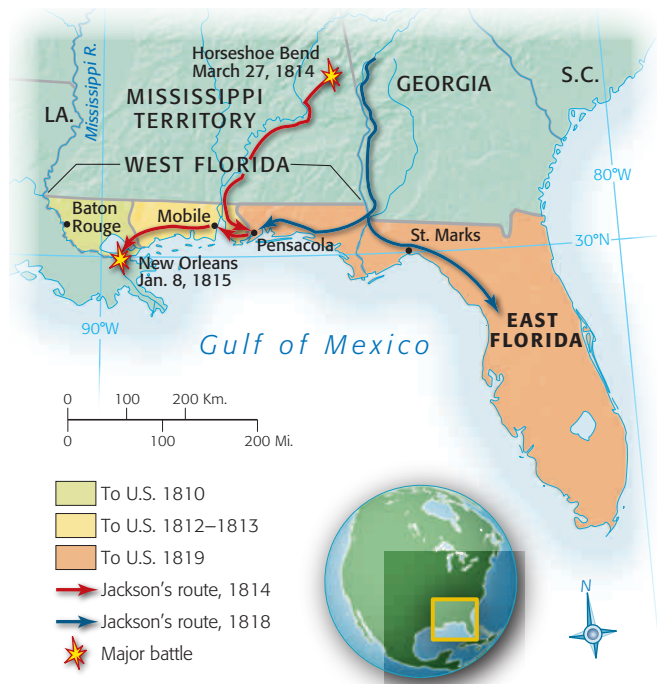 Horseshoe Bend
March 27, 1814
GEORGIA
S.C.
LA.
Mississippi R.
MISSISSIPPI
TERRITORY
WEST FLORIDA
80°W
Baton
Rouge
Mobile
Pensacola
St. Marks
30°N
New Orleans
Jan. 8, 1815
90°W
EAST
FLORIDA
Gulf of Mexico
0 100 200 Km.
0 100 200 Mi.
To U.S. 1810
To U.S. 1812–1813
To U.S. 1819
Jackson's route, 1814
Jackson's route, 1818
Major battle
N